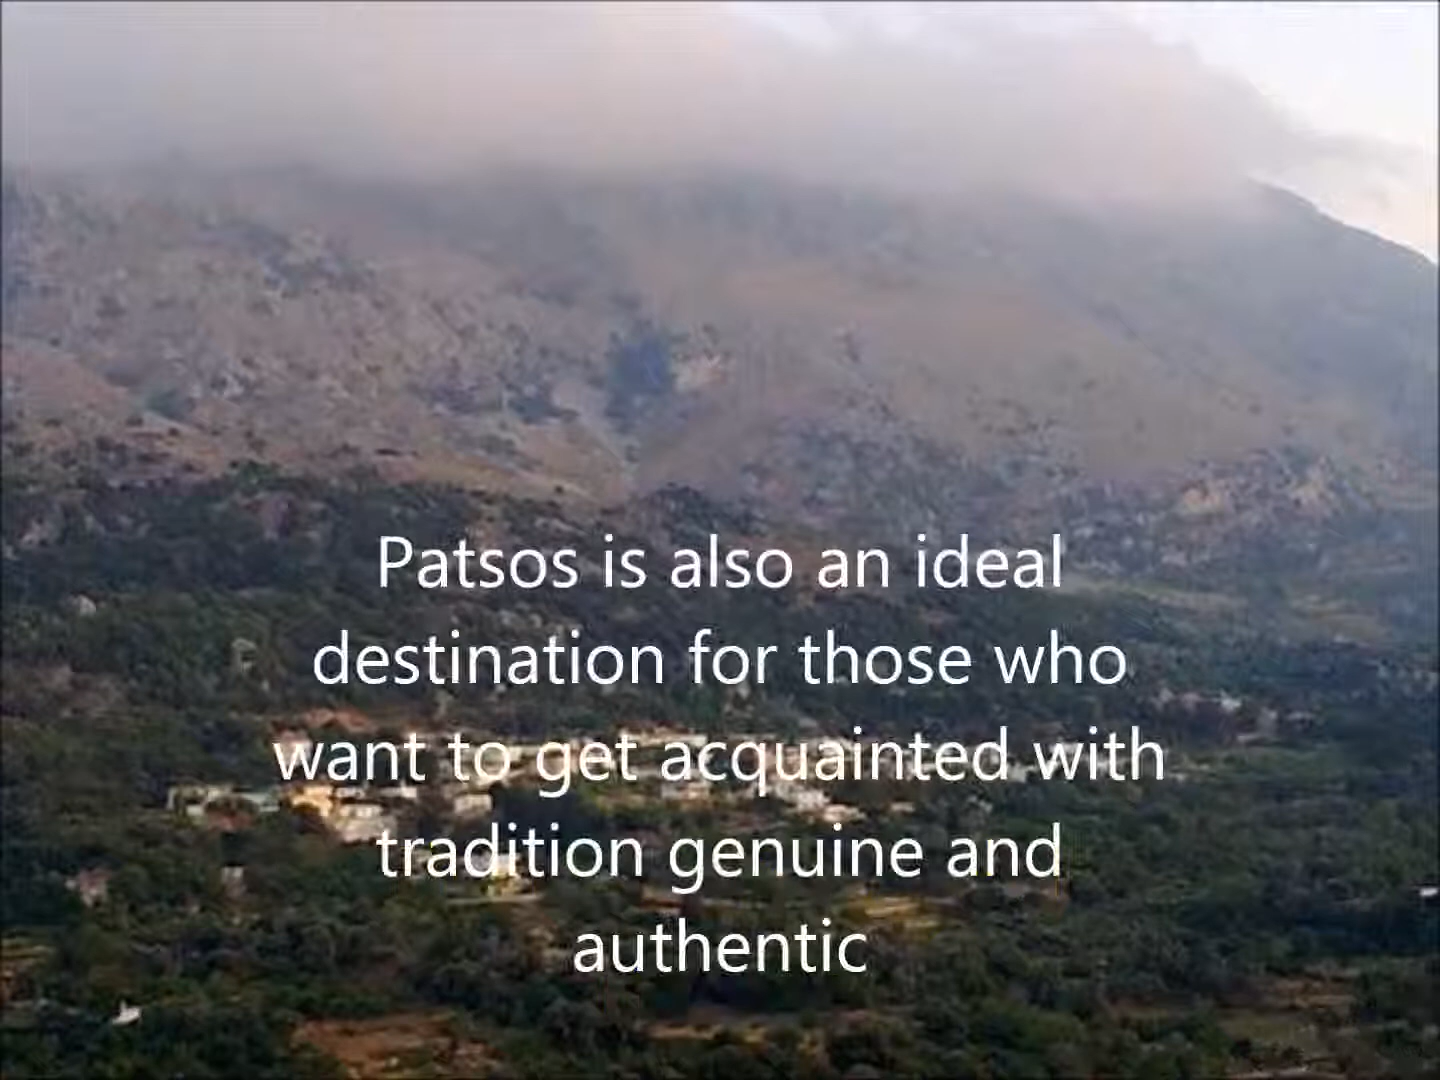 Patsos is also an ideal
destination for those who
want to get acquainted with
tradition genuine and
authentic